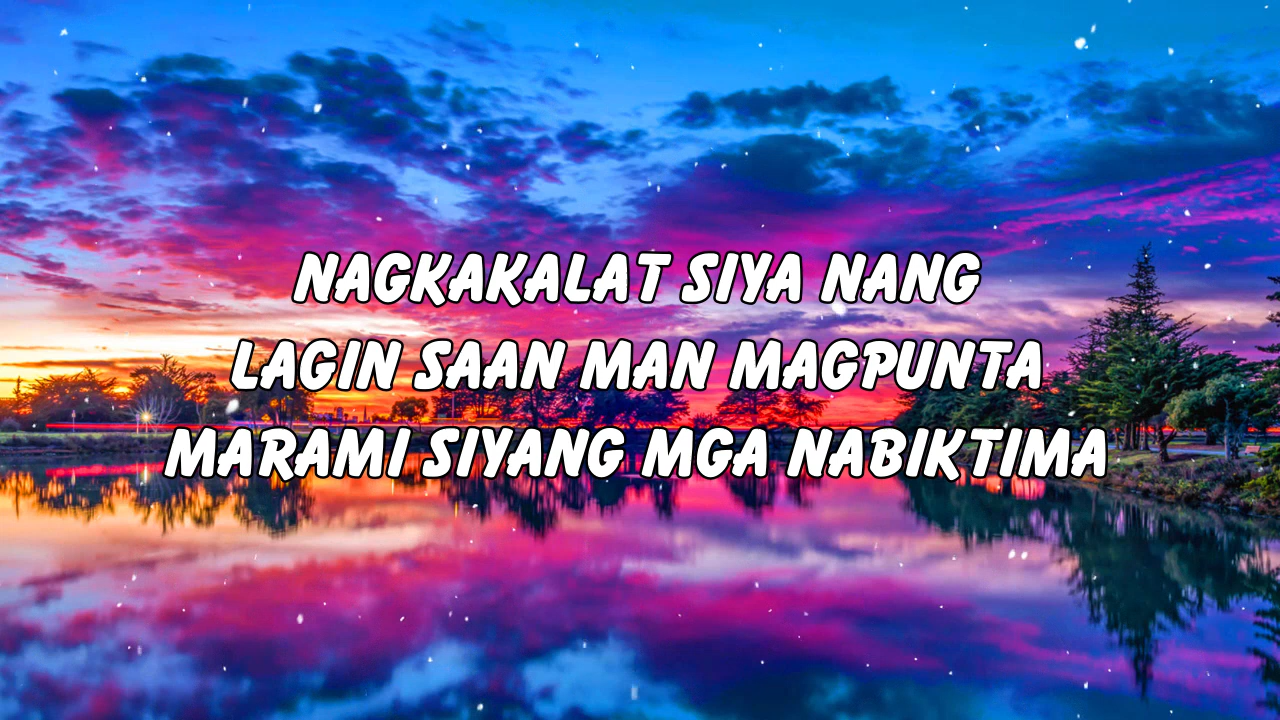 NAGKAKALAT SIYA NANG
LAGIN SAAN MAN MAGPUNTA
MARAMI SIYANG MGA NABIKTIMA